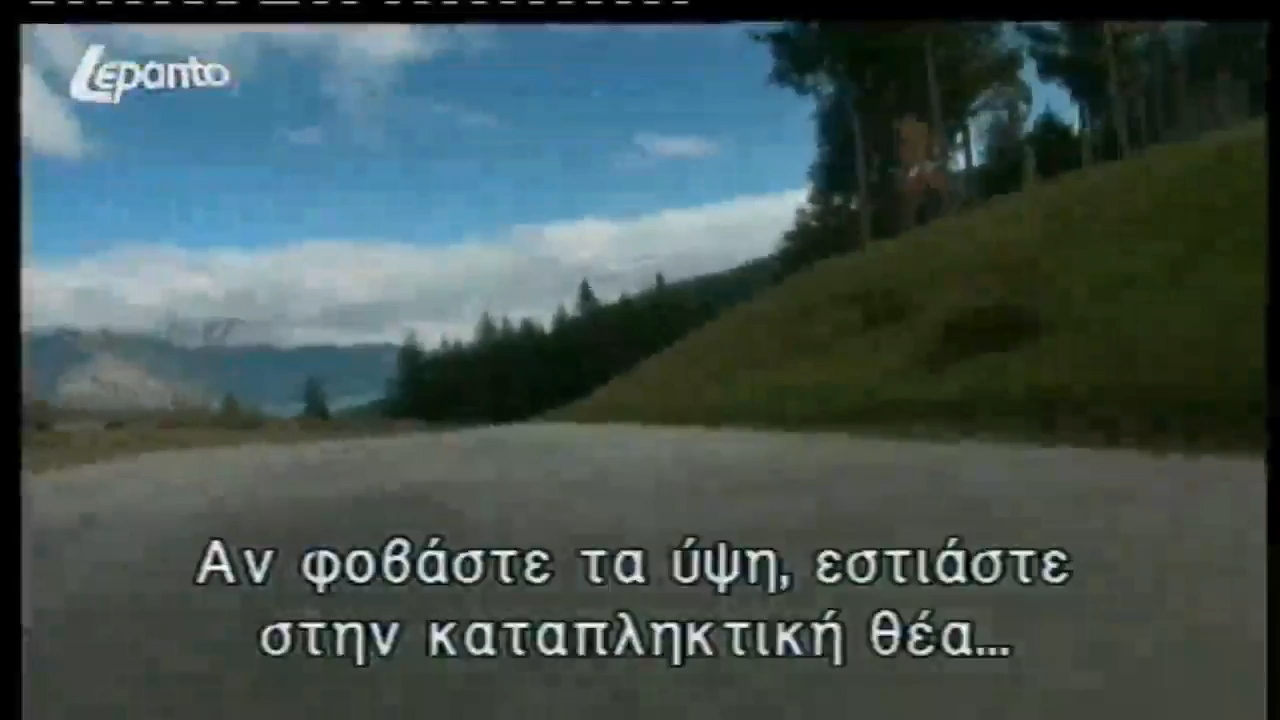 Lepanto
Αν φοβάστε τα ύψη, εστιάστε
στην καταπληκτική θέα...